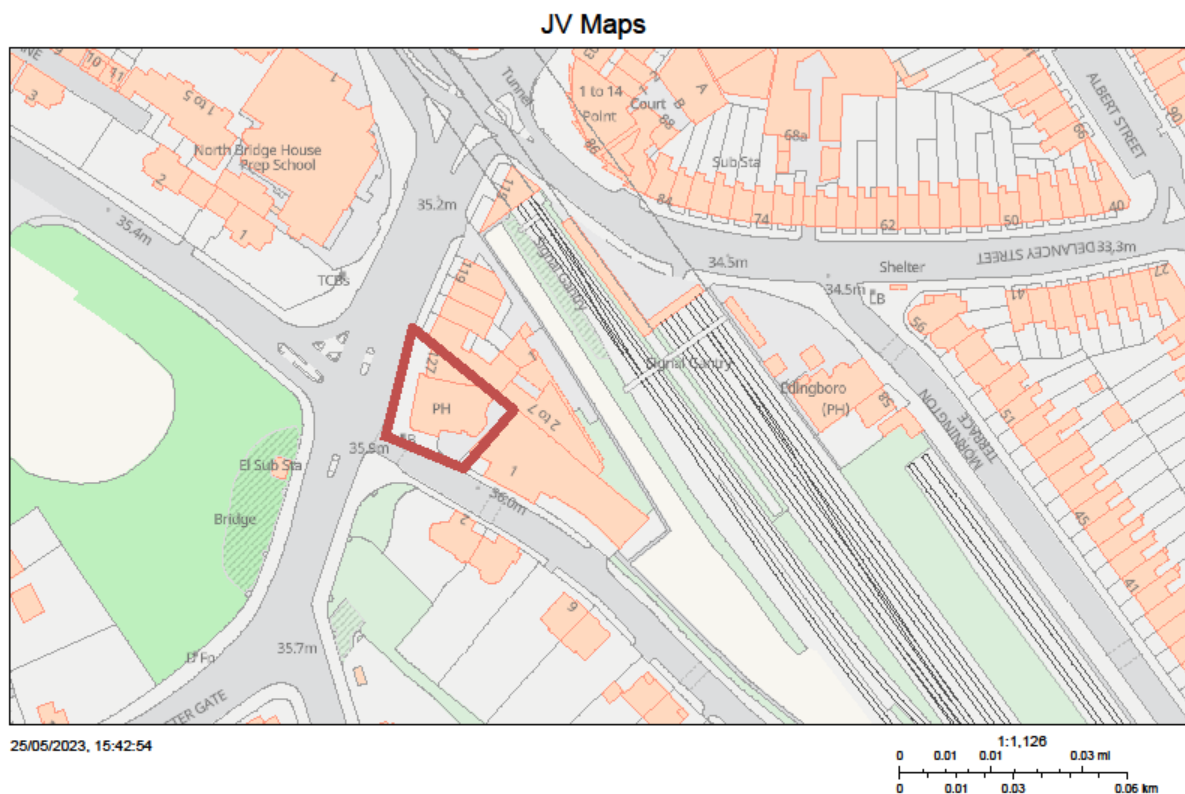 JV Maps
NE
10
11
1
3
1 to 5
North Bridge House
Prep School
2
1
35.4m
35.2m
TCBs
Tunnel
1 to 14
Point
Court
88
B
A
86
68a
Sub Sta
84
74
62
50
40
66
ALBERT STREET
90
33 DELANCEY STREET
Shelter
34.5m
34.5m
LB
27
41
56
Signal Gantry
Signal Gantry
119
127
PH
LB
35.9m
1
2 to 7
1
36.0m
2
9
El Sub Sta
Bridge
35.7m
D Fn
STER GATE
Edingboro
(PH)
58
MORNINGTON
TERRACE
51
45
41
25/05/2023, 15:42:54
1:1,126
0 0.01 0.01 0.03 mi
0 0.01 0.03 0.06 km